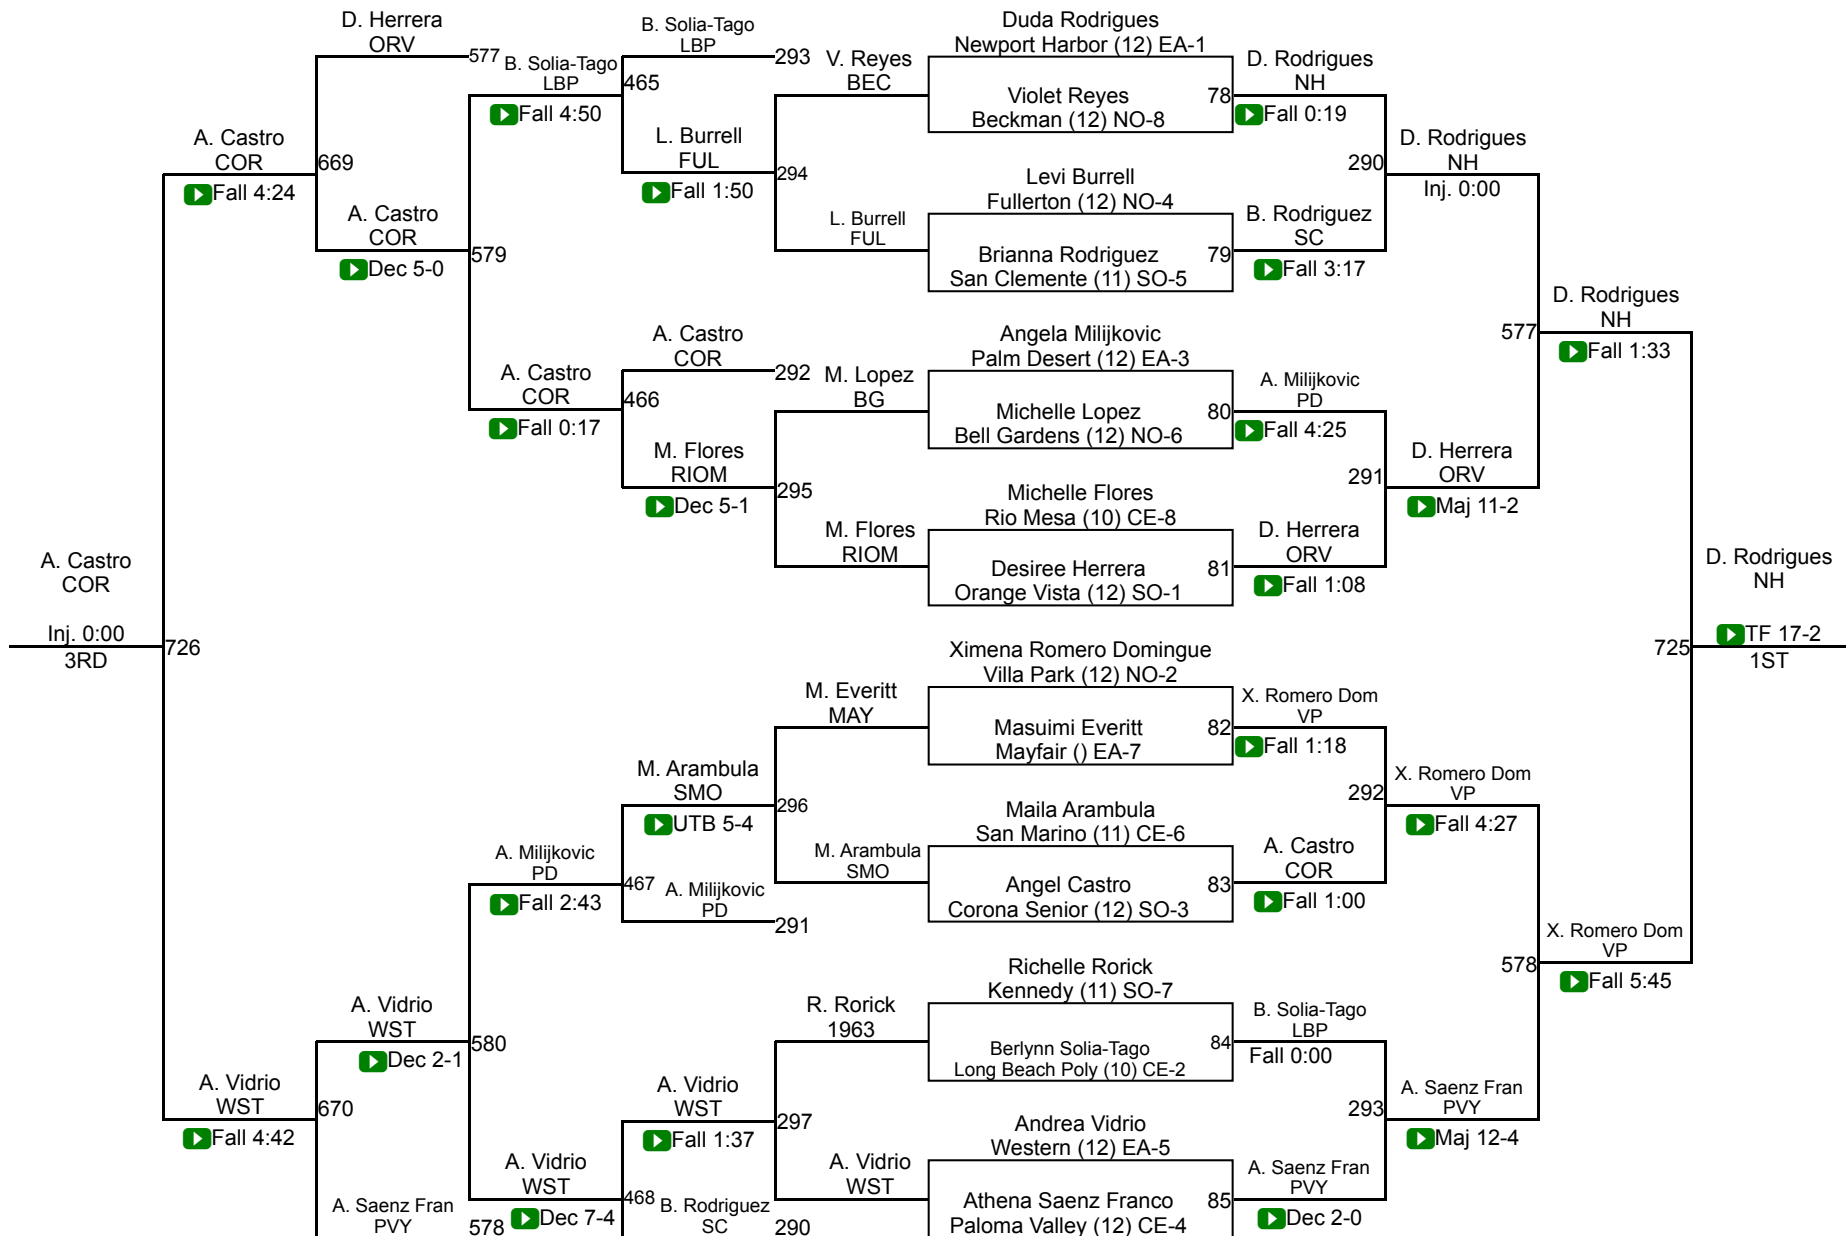 D. Herrera
ORV
577
B. Solia-Tago
LBP
293
B. Solia-Tago
LBP
465
Fall 4:50
V. Reyes
BEC
L. Burrell
FUL
294
Fall 1:50
L. Burrell
FUL
A. Castro
COR
669
Fall 4:24
A. Castro
COR
579
Dec 5-0
A. Castro
COR
292
A. Castro
COR
466
Fall 0:17
M. Lopez
BG
M. Flores
RIOM
295
Dec 5-1
M. Flores
RIOM
A. Castro
COR
Inj. 0:00
3RD
726
M. Everitt
MAY
M. Arambula
SMO
296
UTB 5-4
M. Arambula
SMO
A. Milijkovic
PD
467
Fall 2:43
A. Milijkovic
PD
291
A. Vidrio
WST
580
Dec 2-1
R. Rorick
1963
A. Vidrio
WST
670
Fall 4:42
A. Vidrio
WST
297
Fall 1:37
A. Vidrio
WST
A. Vidrio
WST
468
Dec 7-4
A. Saenz Fran
PVY
578
B. Rodriguez
SC
290
Duda Rodrigues
Newport Harbor (12) EA-1
Violet Reyes
Beckman (12) NO-8
78
Levi Burrell
Fullerton (12) NO-4
Brianna Rodriguez
San Clemente (11) SO-5
79
Angela Milijkovic
Palm Desert (12) EA-3
Michelle Lopez
Bell Gardens (12) NO-6
80
Michelle Flores
Rio Mesa (10) CE-8
Desiree Herrera
Orange Vista (12) SO-1
81
Ximena Romero Domingue
Villa Park (12) NO-2
Masuimi Everitt
Mayfair () EA-7
82
Maila Arambula
San Marino (11) CE-6
Angel Castro
Corona Senior (12) SO-3
83
Richelle Rorick
Kennedy (11) SO-7
Berlynn Solia-Tago
Long Beach Poly (10) CE-2
84
Andrea Vidrio
Western (12) EA-5
Athena Saenz Franco
Paloma Valley (12) CE-4
85
D. Rodrigues
NH
Fall 0:19
290
D. Rodrigues
NH
Inj. 0:00
B. Rodriguez
SC
Fall 3:17
577
D. Rodrigues
NH
Fall 1:33
A. Milijkovic
PD
Fall 4:25
291
D. Herrera
ORV
Maj 11-2
D. Herrera
ORV
Fall 1:08
D. Rodrigues
NH
725
TF 17-2
1ST
X. Romero Dom
VP
Fall 1:18
292
X. Romero Dom
VP
Fall 4:27
A. Castro
COR
Fall 1:00
578
X. Romero Dom
VP
Fall 5:45
B. Solia-Tago
LBP
Fall 0:00
293
A. Saenz Fran
PVY
Maj 12-4
A. Saenz Fran
PVY
Dec 2-0